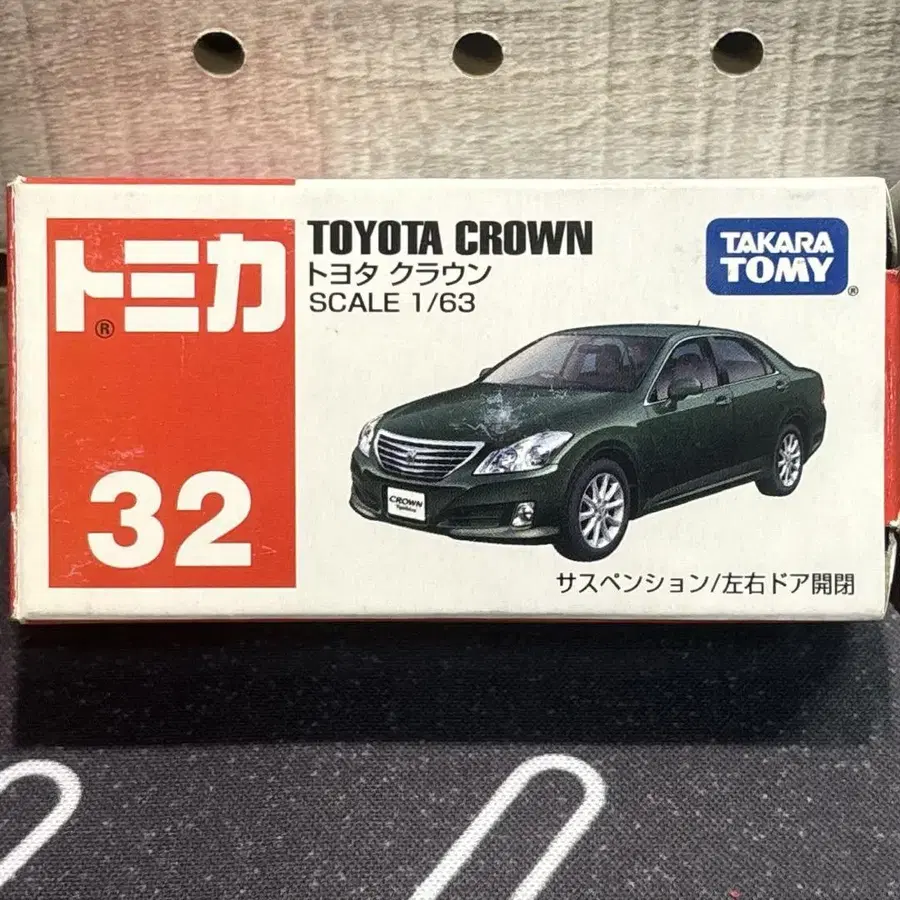 トミカ®
32
TOYOTA CROWN
トヨタ クラウン
SCALE 1/63
TAKARA
TOMY®
CROWN
サスペンション/左右ドア開閉